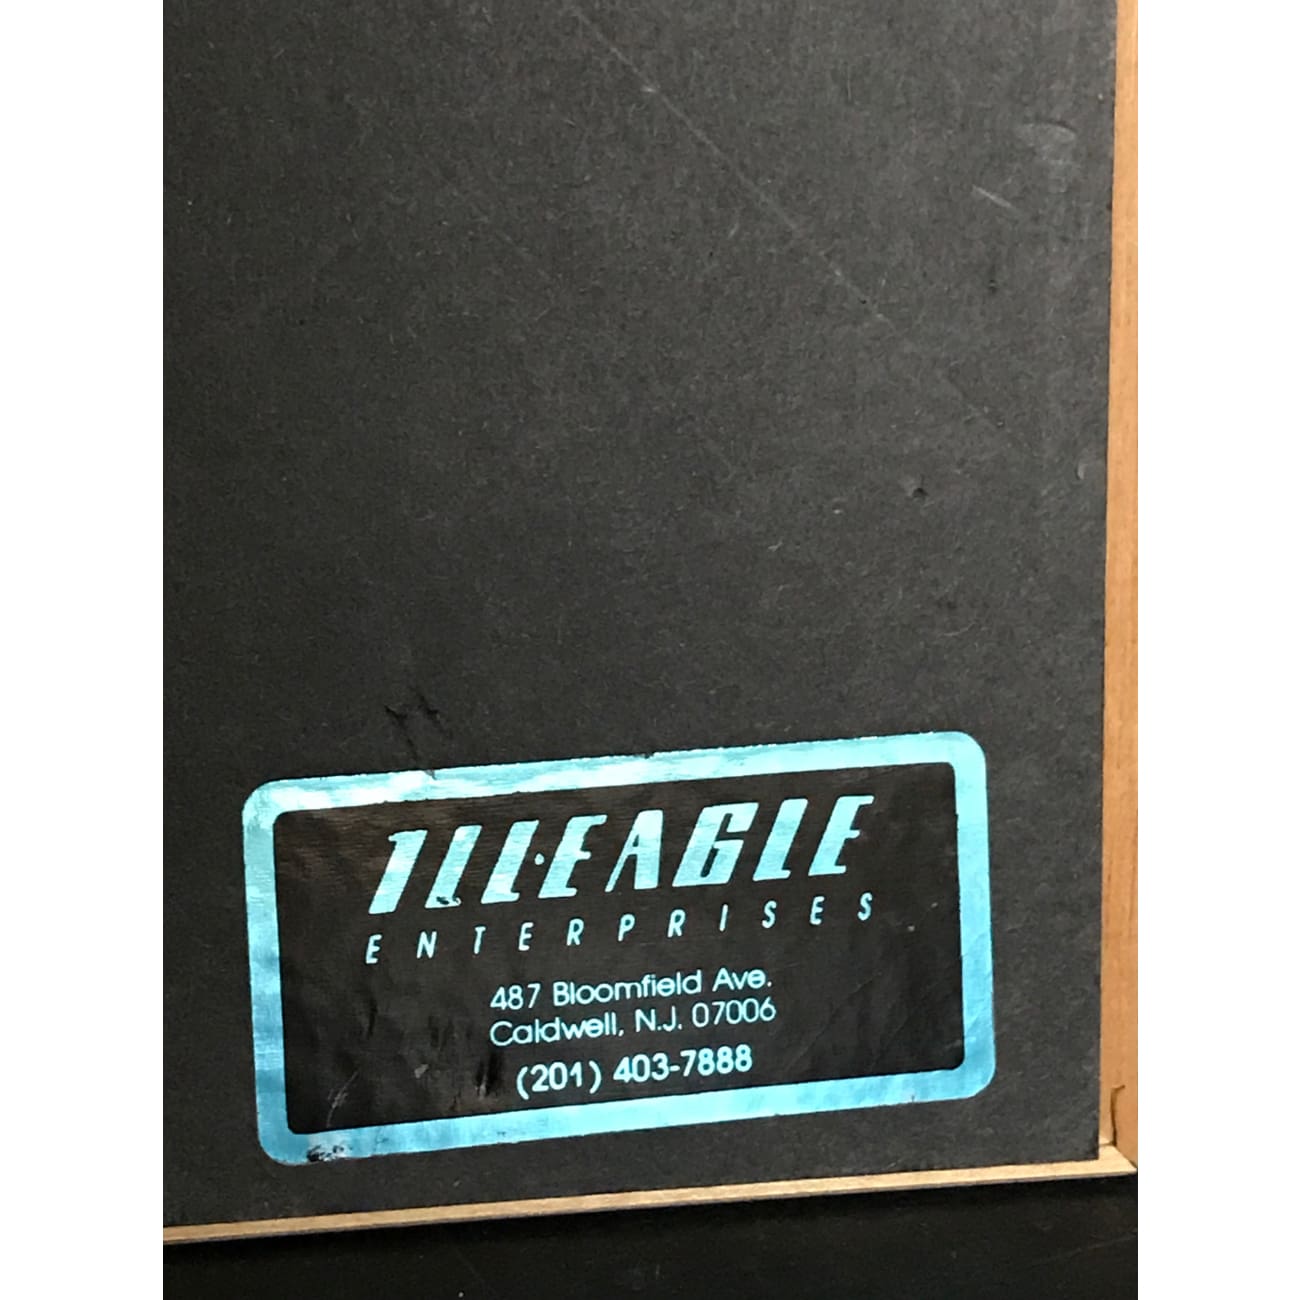 ILL·EAGLE
ENTERPRISES
487 Bloomfield Ave.
Caldwell, N.J. 07006
(201) 403-7888